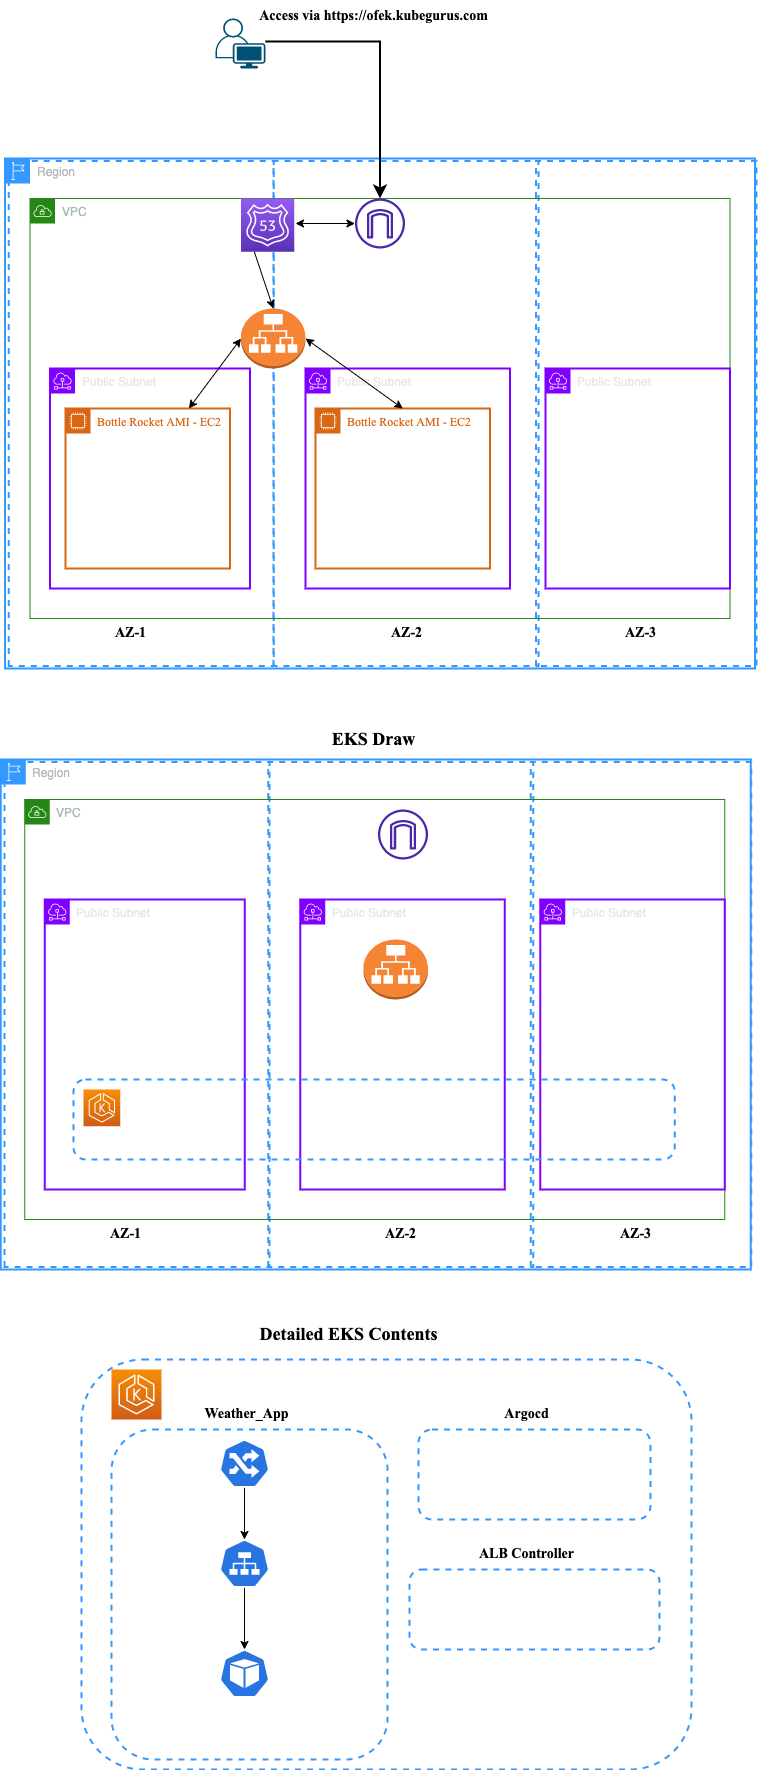 Access via https://ofek.kubegurus.com
Region
VPC
53
Public Subnet
Public Subnet
Public Subnet
Bottle Rocket AMI - EC2
Bottle Rocket AMI - EC2
AZ-1
AZ-2
AZ-3
EKS Draw
Region
VPC
Public Subnet
Public Subnet
Public Subnet
K
AZ-1
AZ-2
AZ-3
Detailed EKS Contents
K
Weather_App
Argocd
ALB Controller